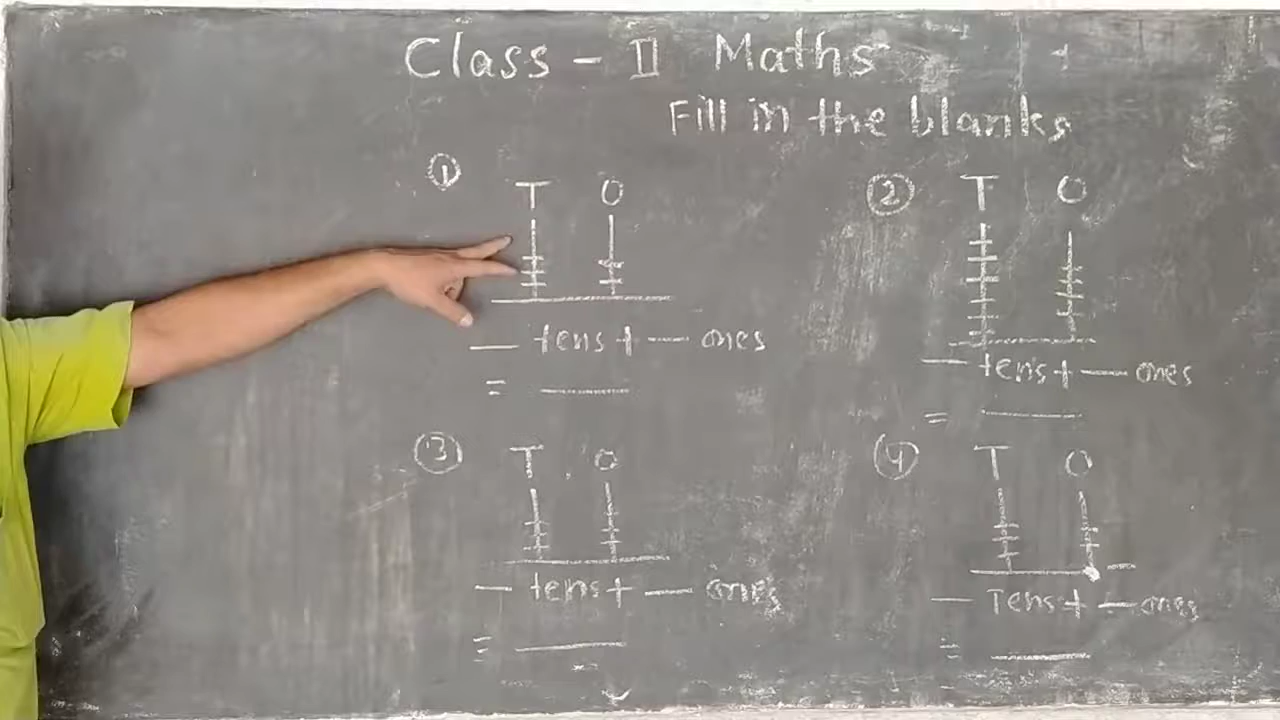 Class - II Maths
Fill in the blanks
① T O
— tens + — ones
= ——
② T O
— tens + — ones
= ——
③ T O
— tens + — ones
= ——
④ T O
— Tens + — ones
= ——